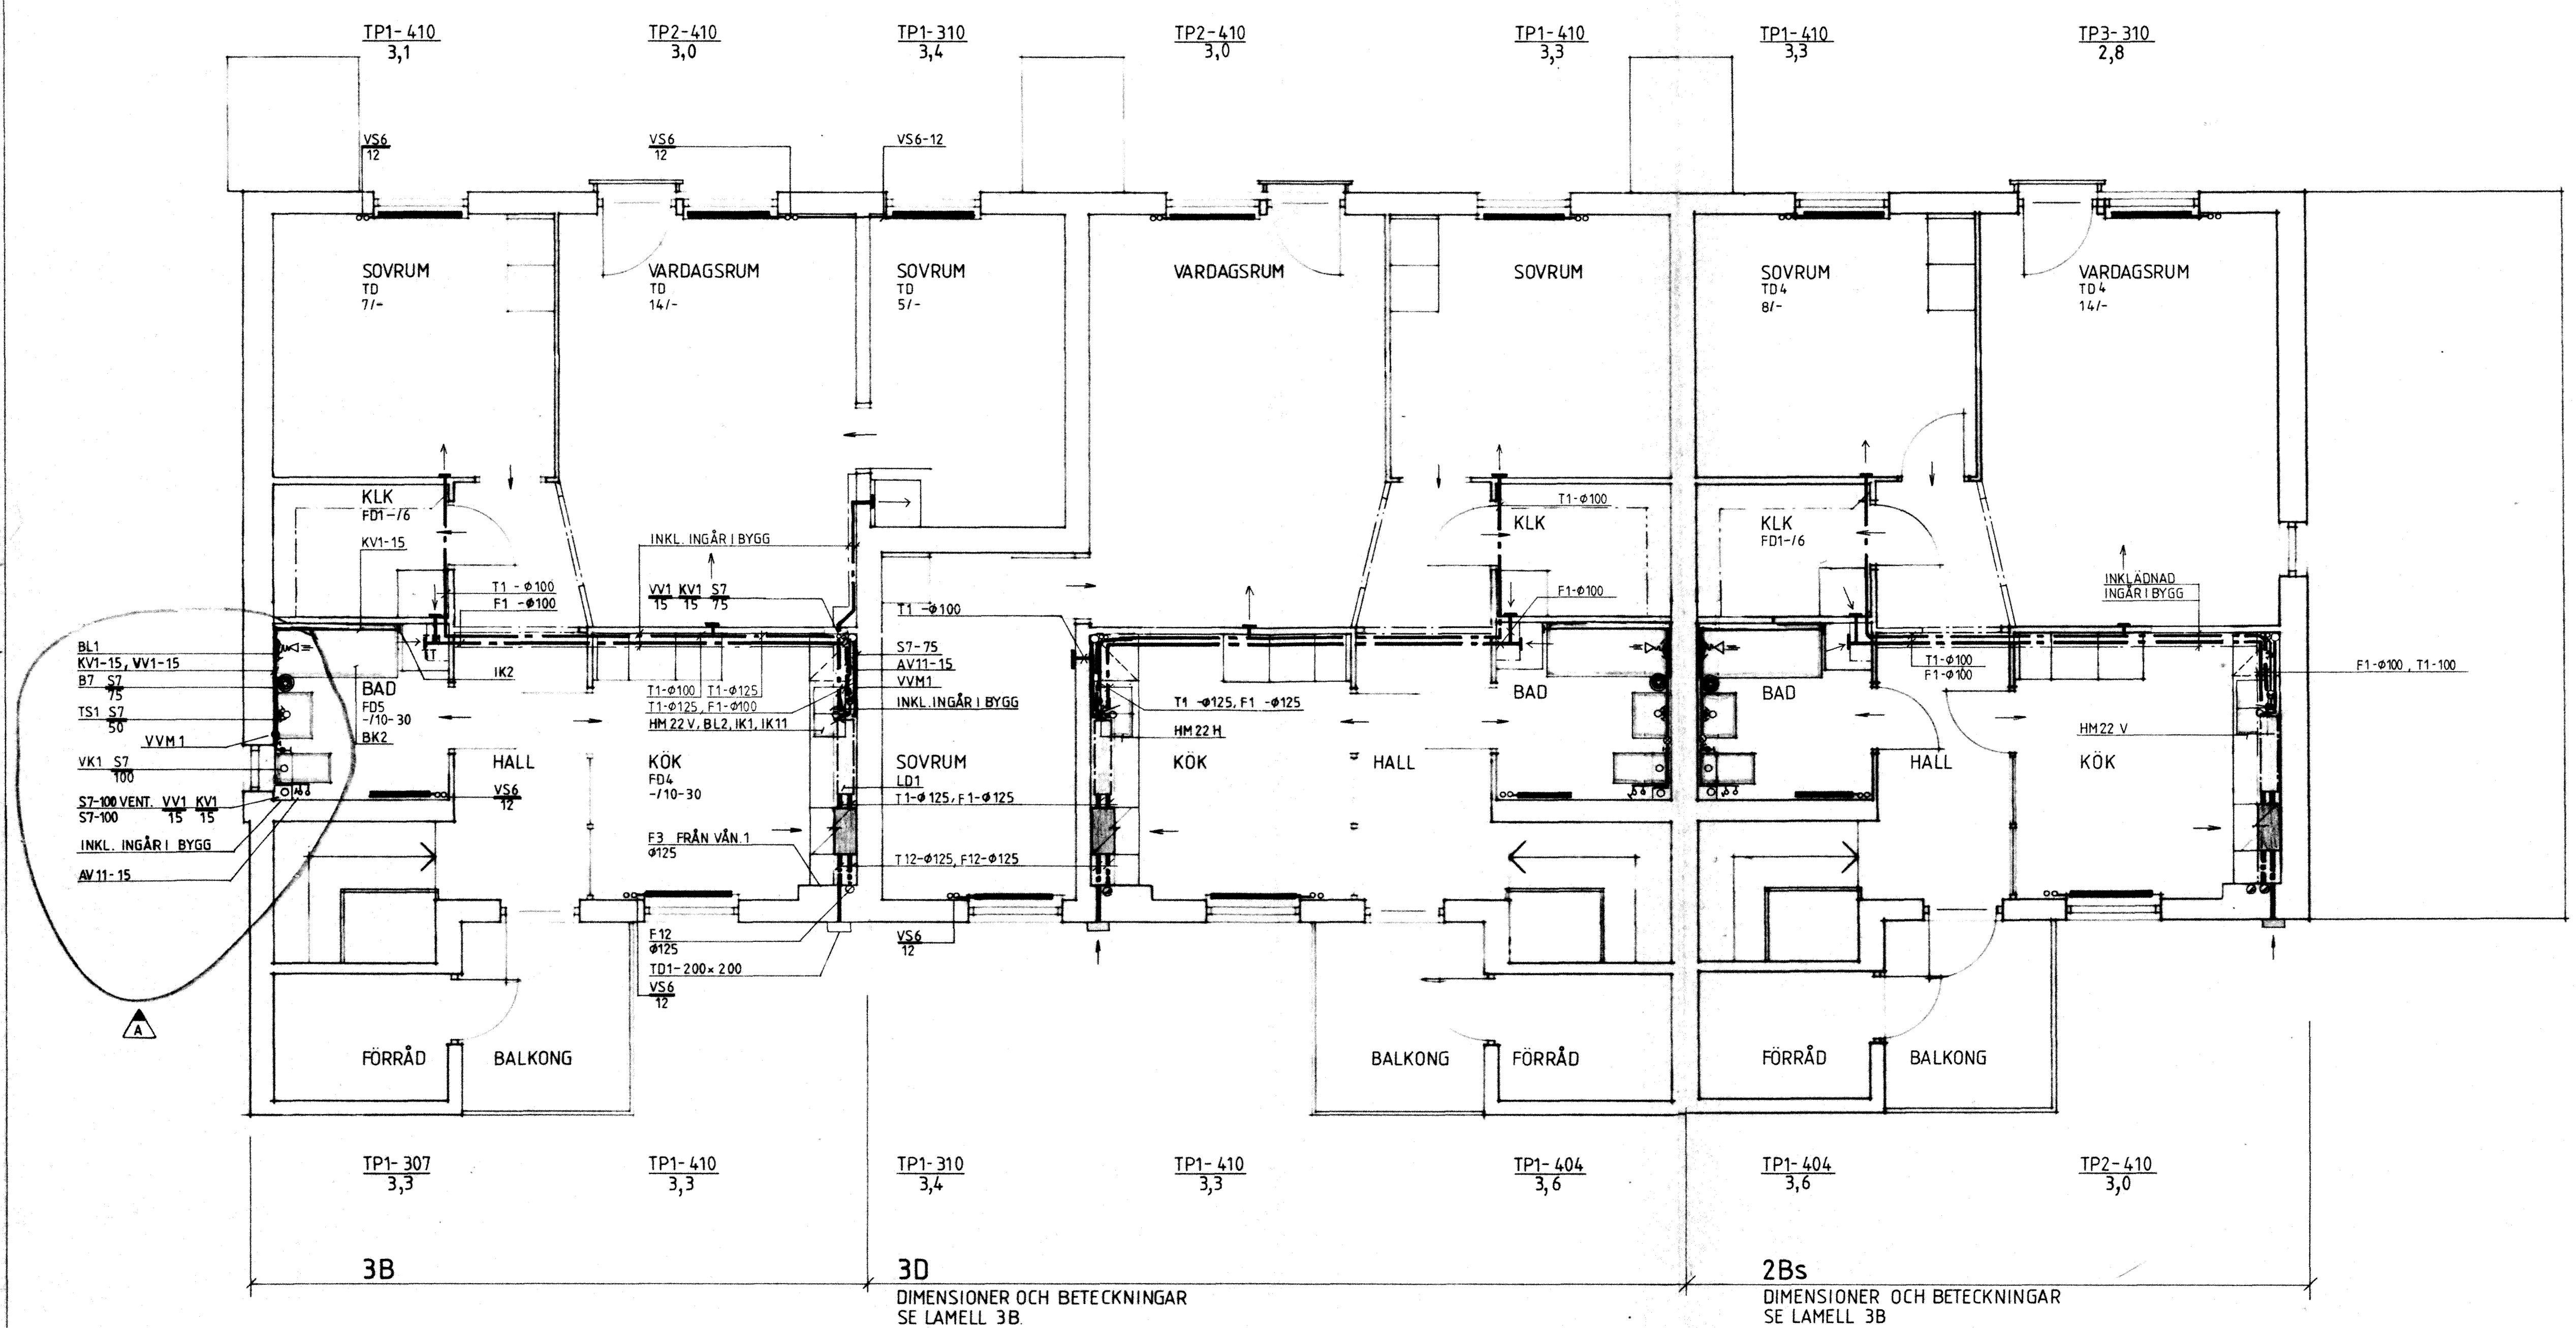 TP1-410
3,1
TP2-410
3,0
TP1-310
3,4
TP2-410
3,0
TP1-410
3,3
TP1-410
3,3
TP3-310
2,8
VS6
12
VS6
12
VS6-12
SOVRUM
TD
7/-
VARDAGSRUM
TD
14/-
SOVRUM
TD
5/-
VARDAGSRUM
SOVRUM
SOVRUM
TD4
8/-
VARDAGSRUM
TD4
14/-
KLK
FD1-/6
KV1-15
INKL. INGÅR I BYGG
T1-Ø100
KLK
KLK
FD1-/6
T1 -Ø100
F1 -Ø100
VV1 KV1 S7
15 15 75
T1 -Ø100
F1-Ø100
INKLÄDNAD
INGÅR I BYGG
BL1
KV1-15, VV1-15
B7 S7
75
TS1 S7
50
VVM1
VK1 S7
100
S7-100 VENT. VV1 KV1
S7-100 15 15
INKL. INGÅR I BYGG
AV11-15
A
BAD
FD5
-/10-30
BK2
IK2
T1-Ø100 T1-Ø125
T1-Ø125, F1-Ø100
HM22V, BL2, IK1, IK11
S7-75
AV11-15
VVM1
INKL. INGÅR I BYGG
T1 -Ø125, F1 -Ø125
HM22H
BAD
BAD
T1-Ø100
F1-Ø100
F1-Ø100, T1-100
HM22 V
HALL
VS6
12
KÖK
FD4
-/10-30
SOVRUM
LD1
T1-Ø125, F1-Ø125
KÖK
HALL
HALL
KÖK
F3 FRÅN VÅN.1
Ø125
T12-Ø125, F12-Ø125
F12
Ø125
TD1-200x200
VS6
12
VS6
12
FÖRRÅD
BALKONG
BALKONG
FÖRRÅD
FÖRRÅD
BALKONG
TP1-307
3,3
TP1-410
3,3
TP1-310
3,4
TP1-410
3,3
TP1-404
3,6
TP1-404
3,6
TP2-410
3,0
3B
3D
DIMENSIONER OCH BETECKNINGAR
SE LAMELL 3B.
2Bs
DIMENSIONER OCH BETECKNINGAR
SE LAMELL 3B